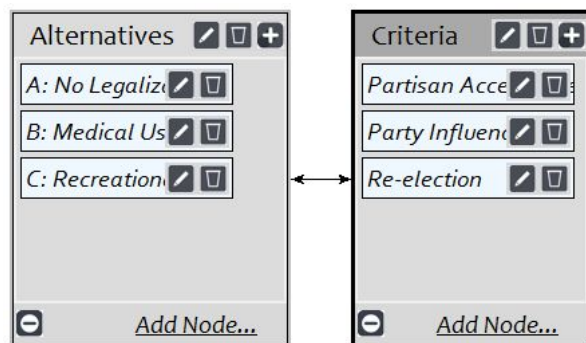 Alternatives
A: No Legaliz
B: Medical Us
C: Recreation
Add Node...
Criteria
Partisan Acce
Party Influen
Re-election
Add Node...